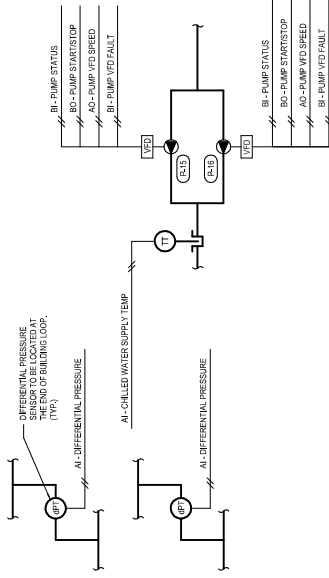 BI - PUMP STATUS
BO - PUMP START/STOP
AO - PUMP VFD SPEED
BI - PUMP VFD FAULT
VFD
P-15
P-16
VFD
BI - PUMP STATUS
BO - PUMP START/STOP
AO - PUMP VFD SPEED
BI - PUMP VFD FAULT
TT
AI - CHILLED WATER SUPPLY TEMP
DIFFERENTIAL PRESSURE
SENSOR TO BE LOCATED AT
THE END OF BUILDING LOOP.
(TYP.)
dPT
AI - DIFFERENTIAL PRESSURE
dPT
AI - DIFFERENTIAL PRESSURE